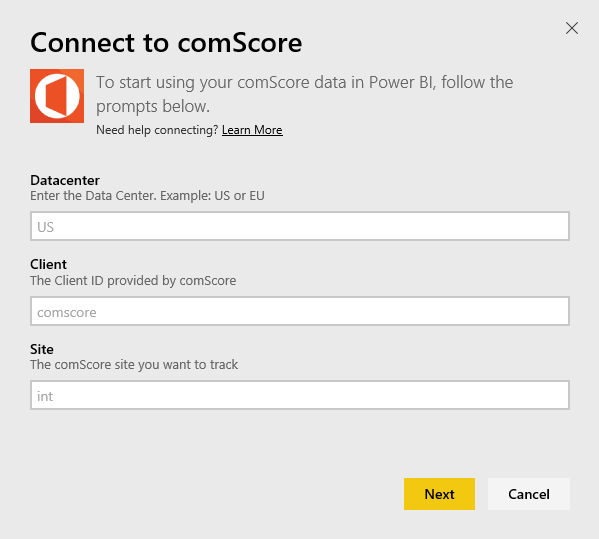 Connect to comScore
To start using your comScore data in Power BI, follow the
prompts below.
Need help connecting? Learn More
Datacenter
Enter the Data Center. Example: US or EU
US
Client
The Client ID provided by comScore
comscore
Site
The comScore site you want to track
int
Next Cancel